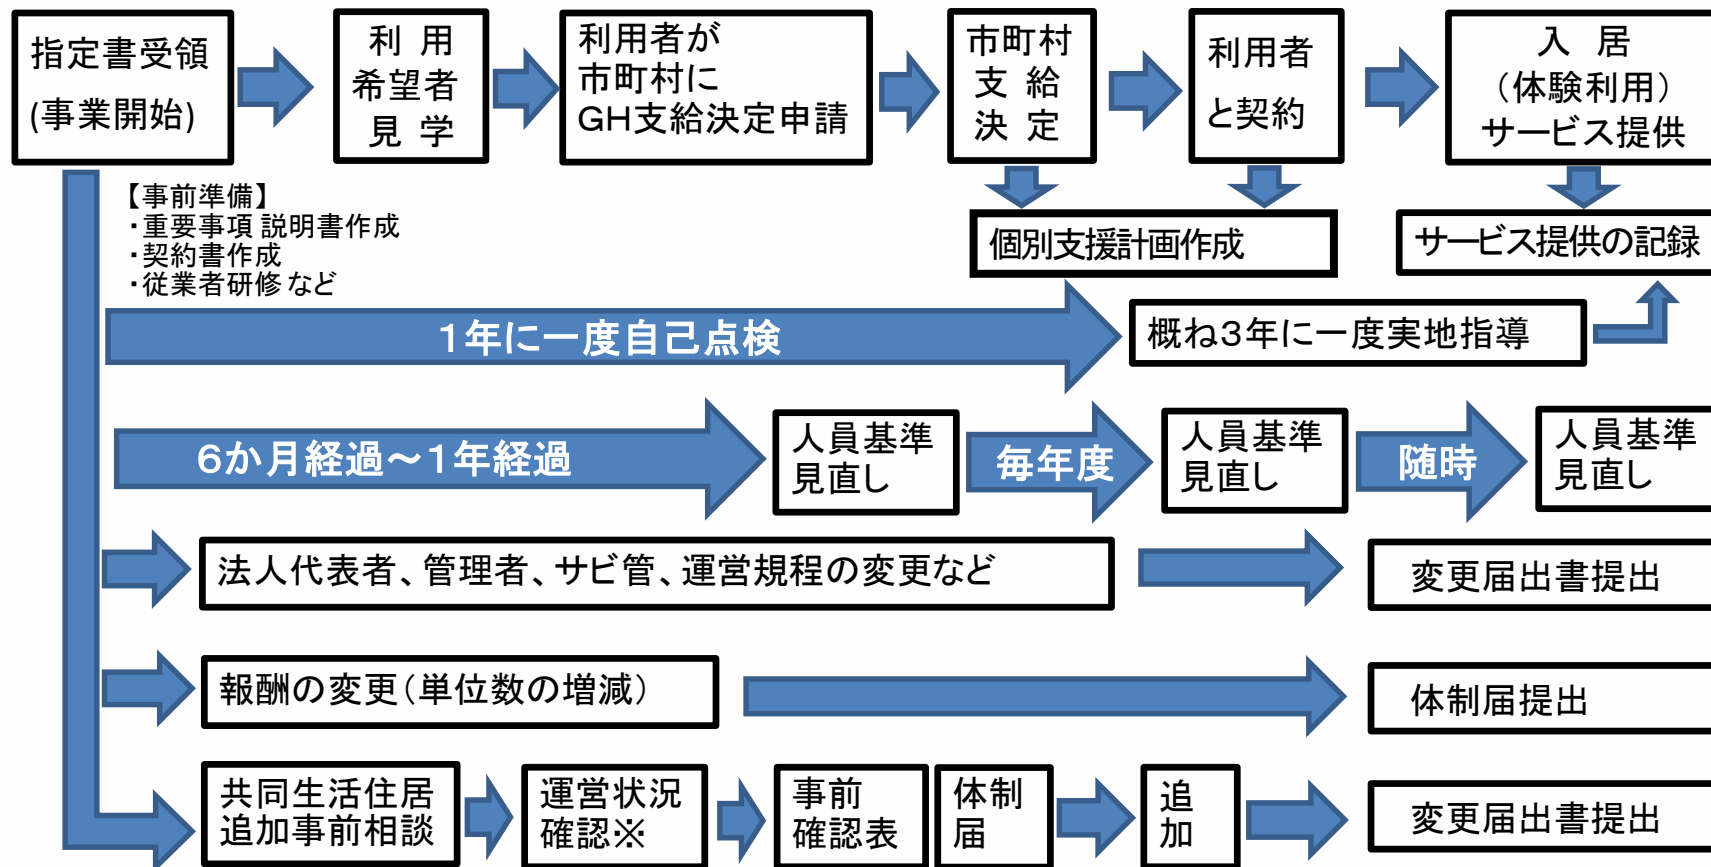 指定書受領
(事業開始)
利 用
希望者
見 学
利用者が
市町村に
GH支給決定申請
市町村
支 給
決 定
利用者
と契約
入 居
（体験利用）
サービス提供
【事前準備】
・重要事項説明書作成
・契約書作成
・従業者研修など
個別支援計画作成
サービス提供の記録
１年に一度自己点検
概ね３年に一度実地指導
６か月経過～１年経過
人員基準
見直し
毎年度
人員基準
見直し
随時
人員基準
見直し
法人代表者、管理者、サビ管、運営規程の変更など
変更届出書提出
報酬の変更（単位数の増減）
体制届提出
共同生活住居
追加事前相談
運営状況
確認※
事前
確認表
体制
届
追
加
変更届出書提出